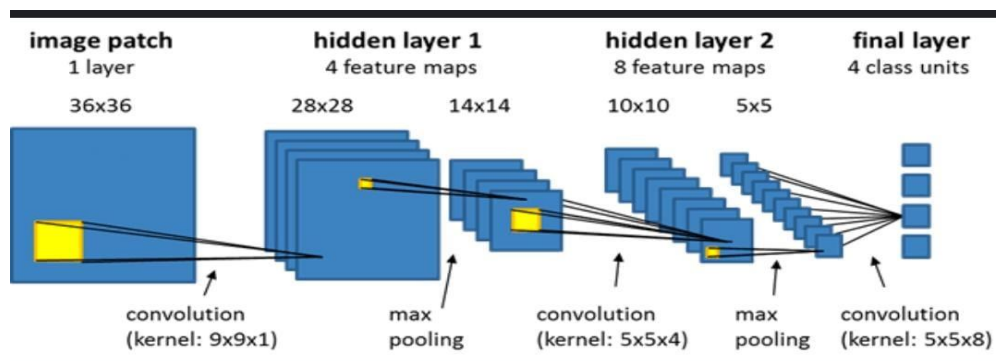 image patch
1 layer
36x36
hidden layer 1
4 feature maps
28x28
14x14
hidden layer 2
8 feature maps
10x10
5x5
final layer
4 class units
convolution
(kernel: 9x9x1)
max
pooling
convolution
(kernel: 5x5x4)
max
pooling
convolution
(kernel: 5x5x8)